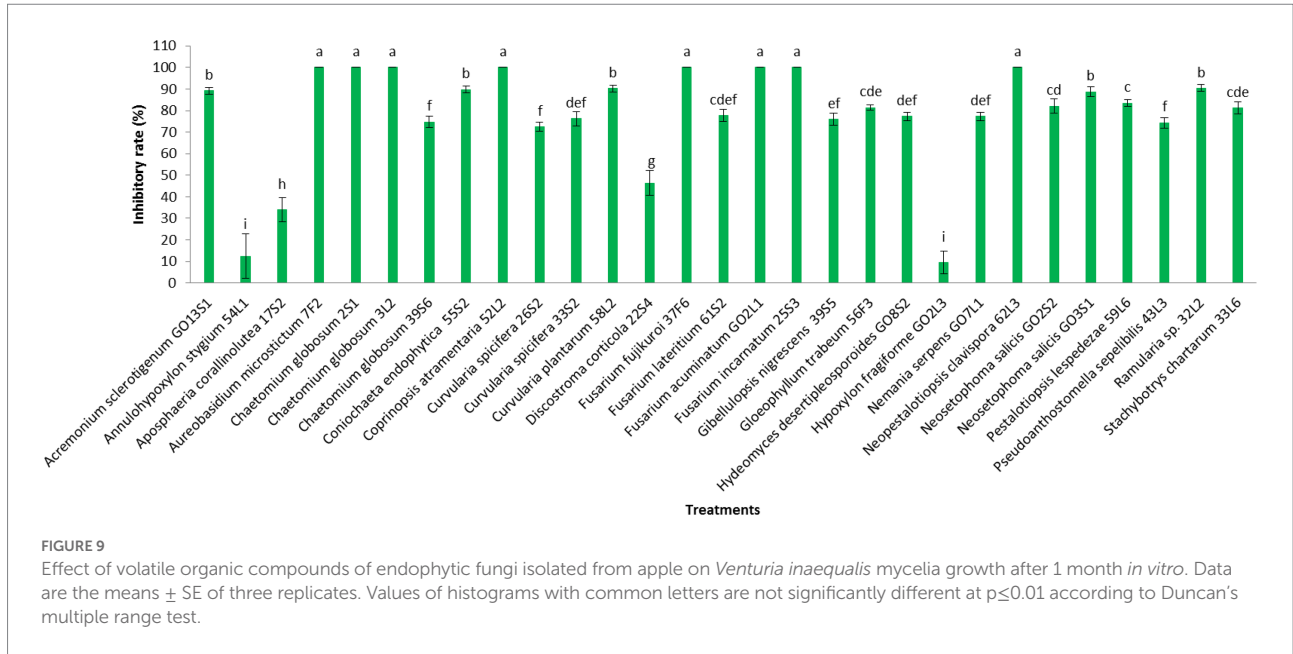 110
100
90
80
70
60
50
40
30
20
10
0
Inhibitory rate (%)
b
i
h
a
a
a
f
b
a
f
def
b
g
a
cdef
a
a
ef
cde
def
i
def
a
cd
b
c
f
b
cde
Acremonium sclerotigenum GO13S1
Annulohypoxylon stygium 54L1
Aposphaeria corallinolutea 17S2
Aureobasidium microstictum 7F2
Chaetomium globosum 2S1
Chaetomium globosum 3L2
Chaetomium globosum 39S6
Coniochaeta endophytica 55S2
Coprinopsis atramentaria 52L2
Curvularia spicifera 26S2
Curvularia spicifera 33S2
Curvularia plantarum 58L2
Discostroma corticola 22S4
Fusarium fujikuroi 37F6
Fusarium lateritium 61S2
Fusarium acuminatum GO2L1
Fusarium incarnatum 25S3
Gibellulopsis nigrescens 39S5
Gloeophyllum trabeum 56F3
Hydeomyces desertipleosporoides GO8S2
Hypoxylon fragiforme GO2L3
Nemania serpens GO7L1
Neopestalotiopsis clavispora 62L3
Neosetophoma salicis GO2S2
Neosetophoma salicis GO3S1
Pestalotiopsis lespedezae 59L6
Pseudoanthostomella sepelibilis 43L3
Ramularia sp. 32L2
Stachybotrys chartarum 33L6
Treatments
FIGURE 9
Effect of volatile organic compounds of endophytic fungi isolated from apple on Venturia inaequalis mycelia growth after 1 month in vitro. Data
are the means ± SE of three replicates. Values of histograms with common letters are not significantly different at p≤0.01 according to Duncan's
multiple range test.